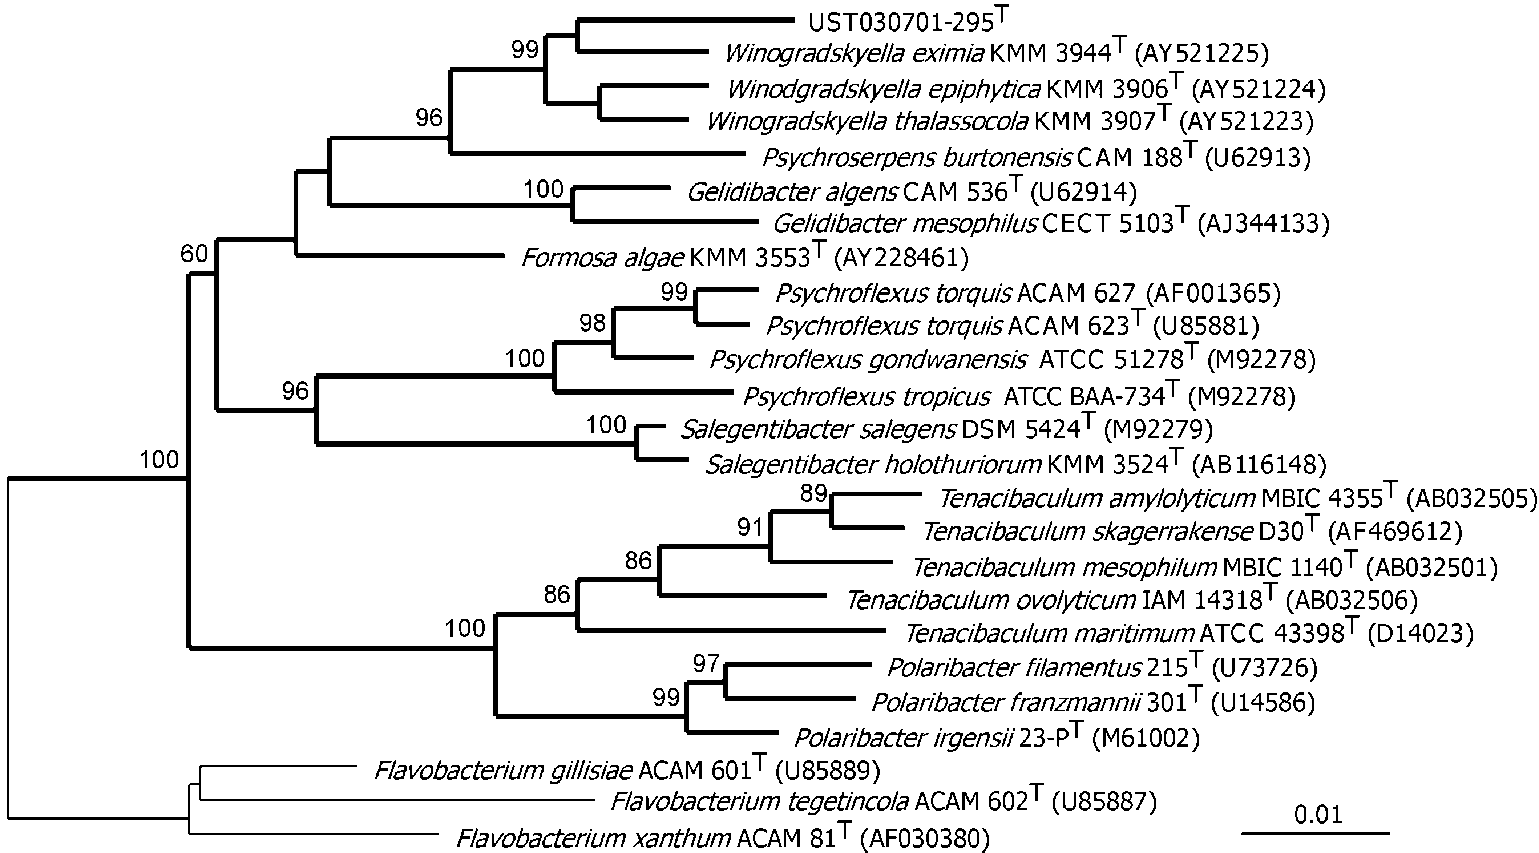 UST030701-295T
99
Winogradskyella eximia KMM 3944T (AY521225)
Winodgradskyella epiphytica KMM 3906T (AY521224)
96
Winogradskyella thalassocola KMM 3907T (AY521223)
Psychroserpens burtonensis CAM 188T (U62913)
100
Gelidibacter algens CAM 536T (U62914)
Gelidibacter mesophilus CECT 5103T (AJ344133)
60
Formosa algae KMM 3553T (AY228461)
99
Psychroflexus torquis ACAM 627 (AF001365)
98
Psychroflexus torquis ACAM 623T (U85881)
100
Psychroflexus gondwanensis ATCC 51278T (M92278)
96
Psychroflexus tropicus ATCC BAA-734T (M92278)
100
Salegentibacter salegens DSM 5424T (M92279)
100
Salegentibacter holothuriorum KMM 3524T (AB116148)
89
Tenacibaculum amylolyticum MBIC 4355T (AB032505)
91
Tenacibaculum skagerrakense D30T (AF469612)
86
Tenacibaculum mesophilum MBIC 1140T (AB032501)
86
Tenacibaculum ovolyticum IAM 14318T (AB032506)
100
Tenacibaculum maritimum ATCC 43398T (D14023)
97
Polaribacter filamentus 215T (U73726)
99
Polaribacter franzmannii 301T (U14586)
Polaribacter irgensii 23-PT (M61002)
Flavobacterium gillisiae ACAM 601T (U85889)
Flavobacterium tegetincola ACAM 602T (U85887)
0.01
Flavobacterium xanthum ACAM 81T (AF030380)